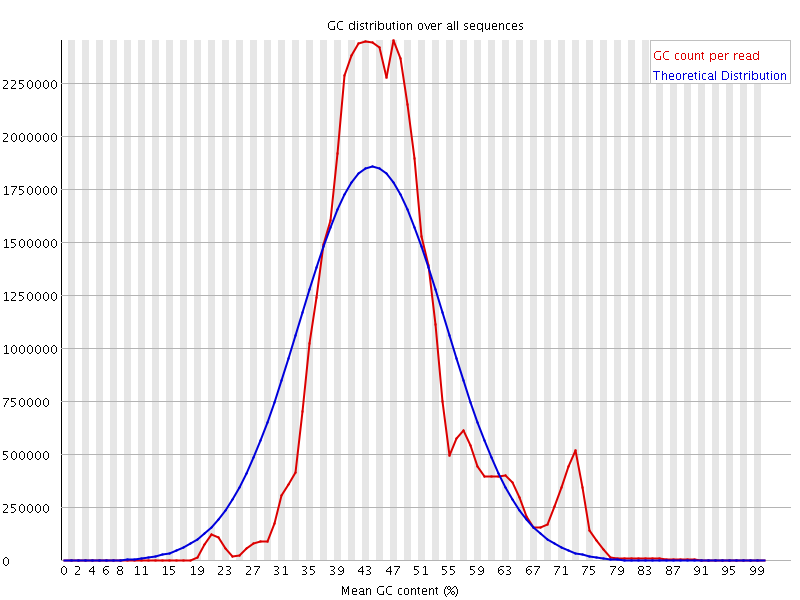 GC distribution over all sequences
GC count per read
Theoretical Distribution
2250000
2000000
1750000
1500000
1250000
1000000
750000
500000
250000
0
0 2 4 6 8 11 15 19 23 27 31 35 39 43 47 51 55 59 63 67 71 75 79 83 87 91 95 99
Mean GC content (%)